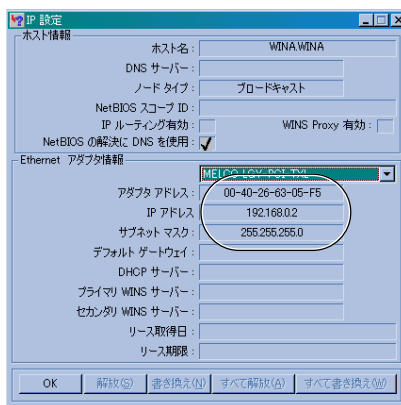 IP 設定
ホスト情報
ホスト名: WINA.WINA
DNS サーバー:
ノード タイプ: ブロードキャスト
NetBIOS スコープ ID:
IP ルーティング有効: WINS Proxy 有効:
NetBIOS の解決に DNS を使用:
Ethernet アダプタ情報
MELCO LGY-PCI-TXL
アダプタ アドレス: 00-40-26-63-05-F5
IP アドレス 192.168.0.2
サブネット マスク: 255.255.255.0
デフォルト ゲートウェイ:
DHCP サーバー:
プライマリ WINS サーバー:
セカンダリ WINS サーバー:
リース取得日:
リース期限:
OK 解放(S) 書き換え(N) すべて解放(A) すべて書き換え(W)